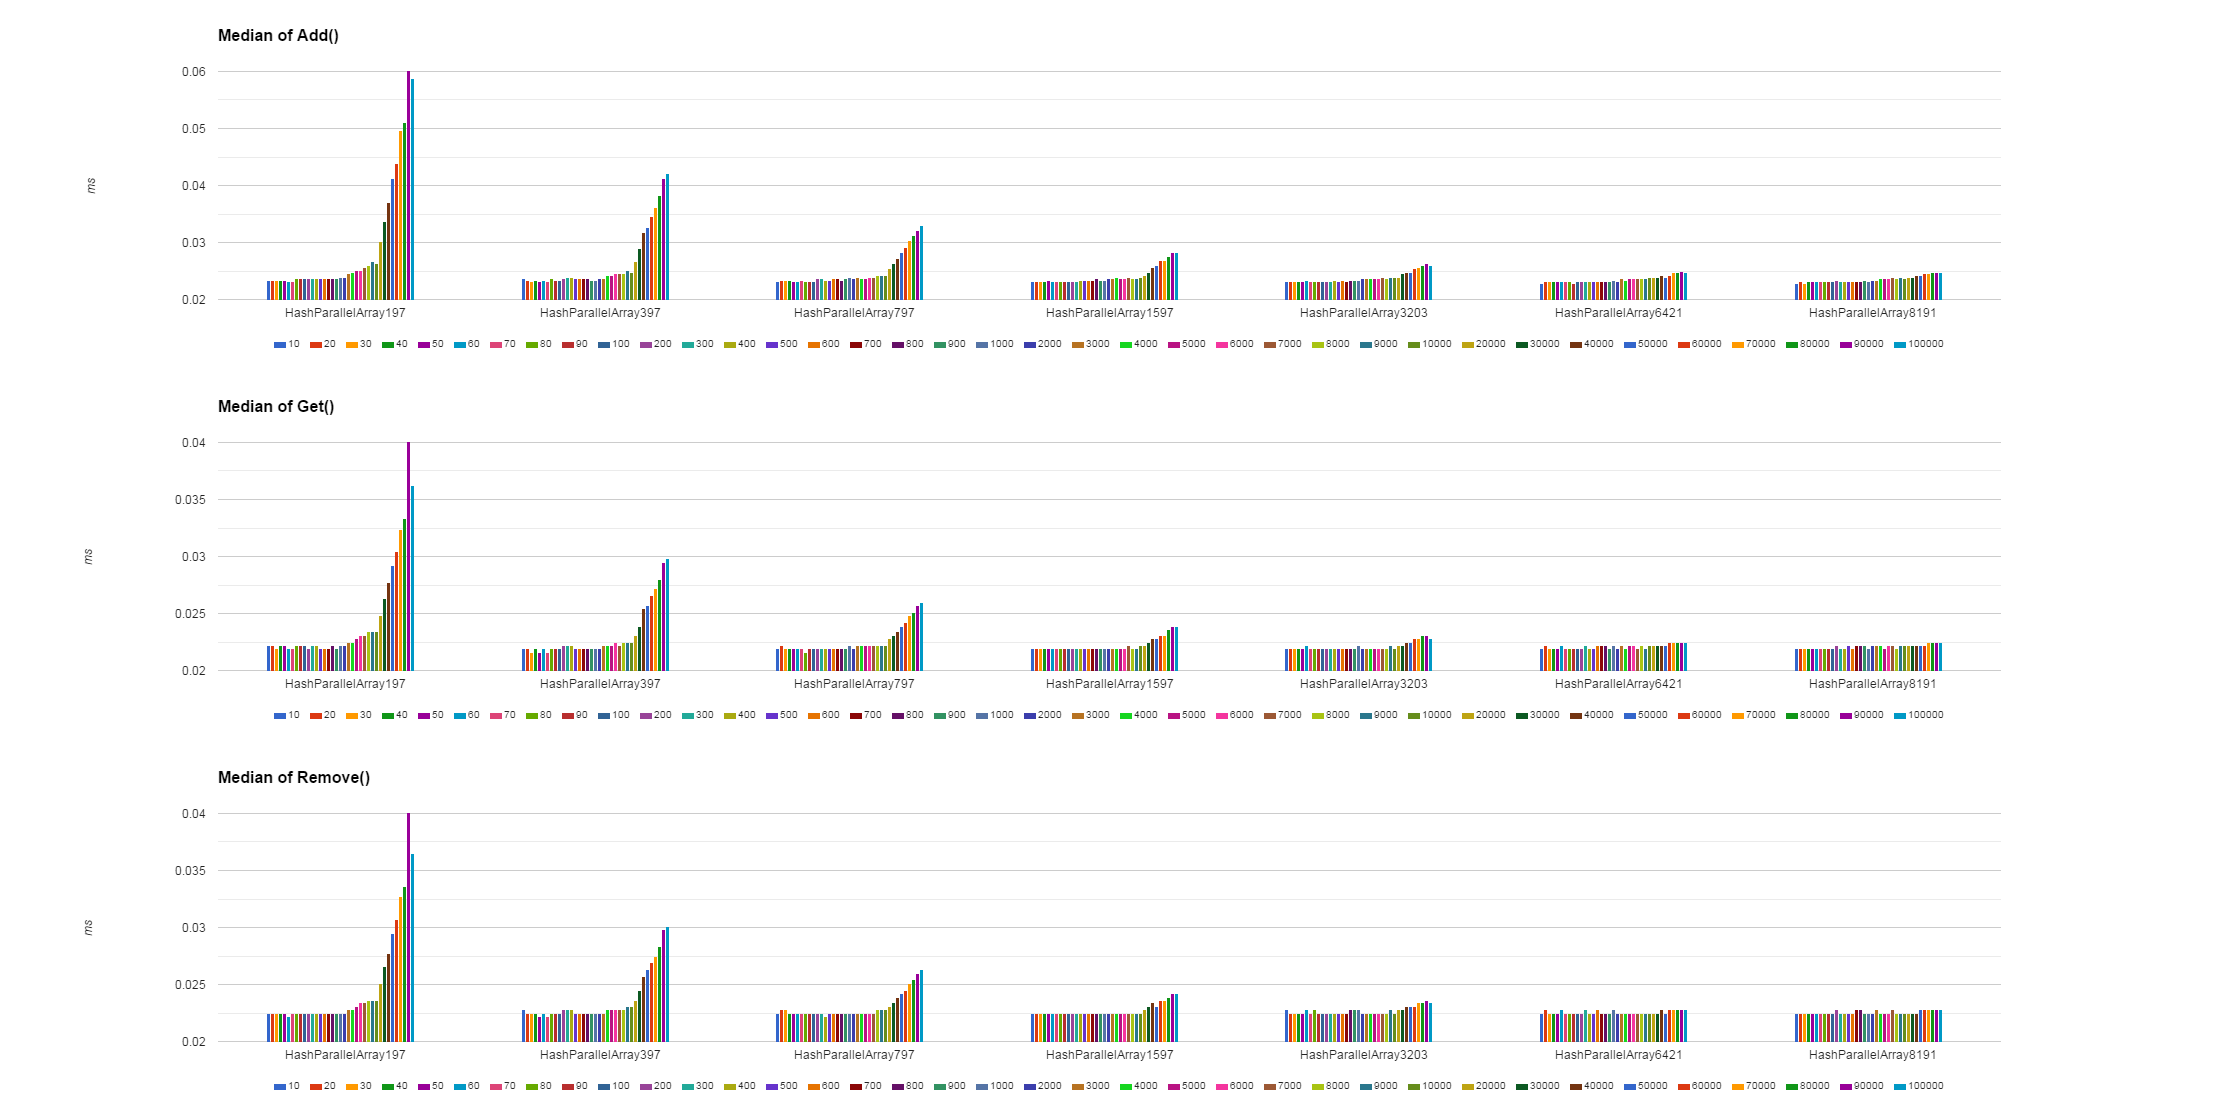 Median of Add()
0.06
0.05
ms
0.04
0.03
0.02
HashParallelArray197 HashParallelArray397 HashParallelArray797 HashParallelArray1597 HashParallelArray3203 HashParallelArray6421 HashParallelArray8191
10 20 30 40 50 60 70 80 90 100 200 300 400 500 600 700 800 900 1000 2000 3000 4000 5000 6000 7000 8000 9000 10000 20000 30000 40000 50000 60000 70000 80000 90000 100000
Median of Get()
0.04
0.035
ms
0.03
0.025
0.02
HashParallelArray197 HashParallelArray397 HashParallelArray797 HashParallelArray1597 HashParallelArray3203 HashParallelArray6421 HashParallelArray8191
10 20 30 40 50 60 70 80 90 100 200 300 400 500 600 700 800 900 1000 2000 3000 4000 5000 6000 7000 8000 9000 10000 20000 30000 40000 50000 60000 70000 80000 90000 100000
Median of Remove()
0.04
0.035
ms
0.03
0.025
0.02
HashParallelArray197 HashParallelArray397 HashParallelArray797 HashParallelArray1597 HashParallelArray3203 HashParallelArray6421 HashParallelArray8191
10 20 30 40 50 60 70 80 90 100 200 300 400 500 600 700 800 900 1000 2000 3000 4000 5000 6000 7000 8000 9000 10000 20000 30000 40000 50000 60000 70000 80000 90000 100000